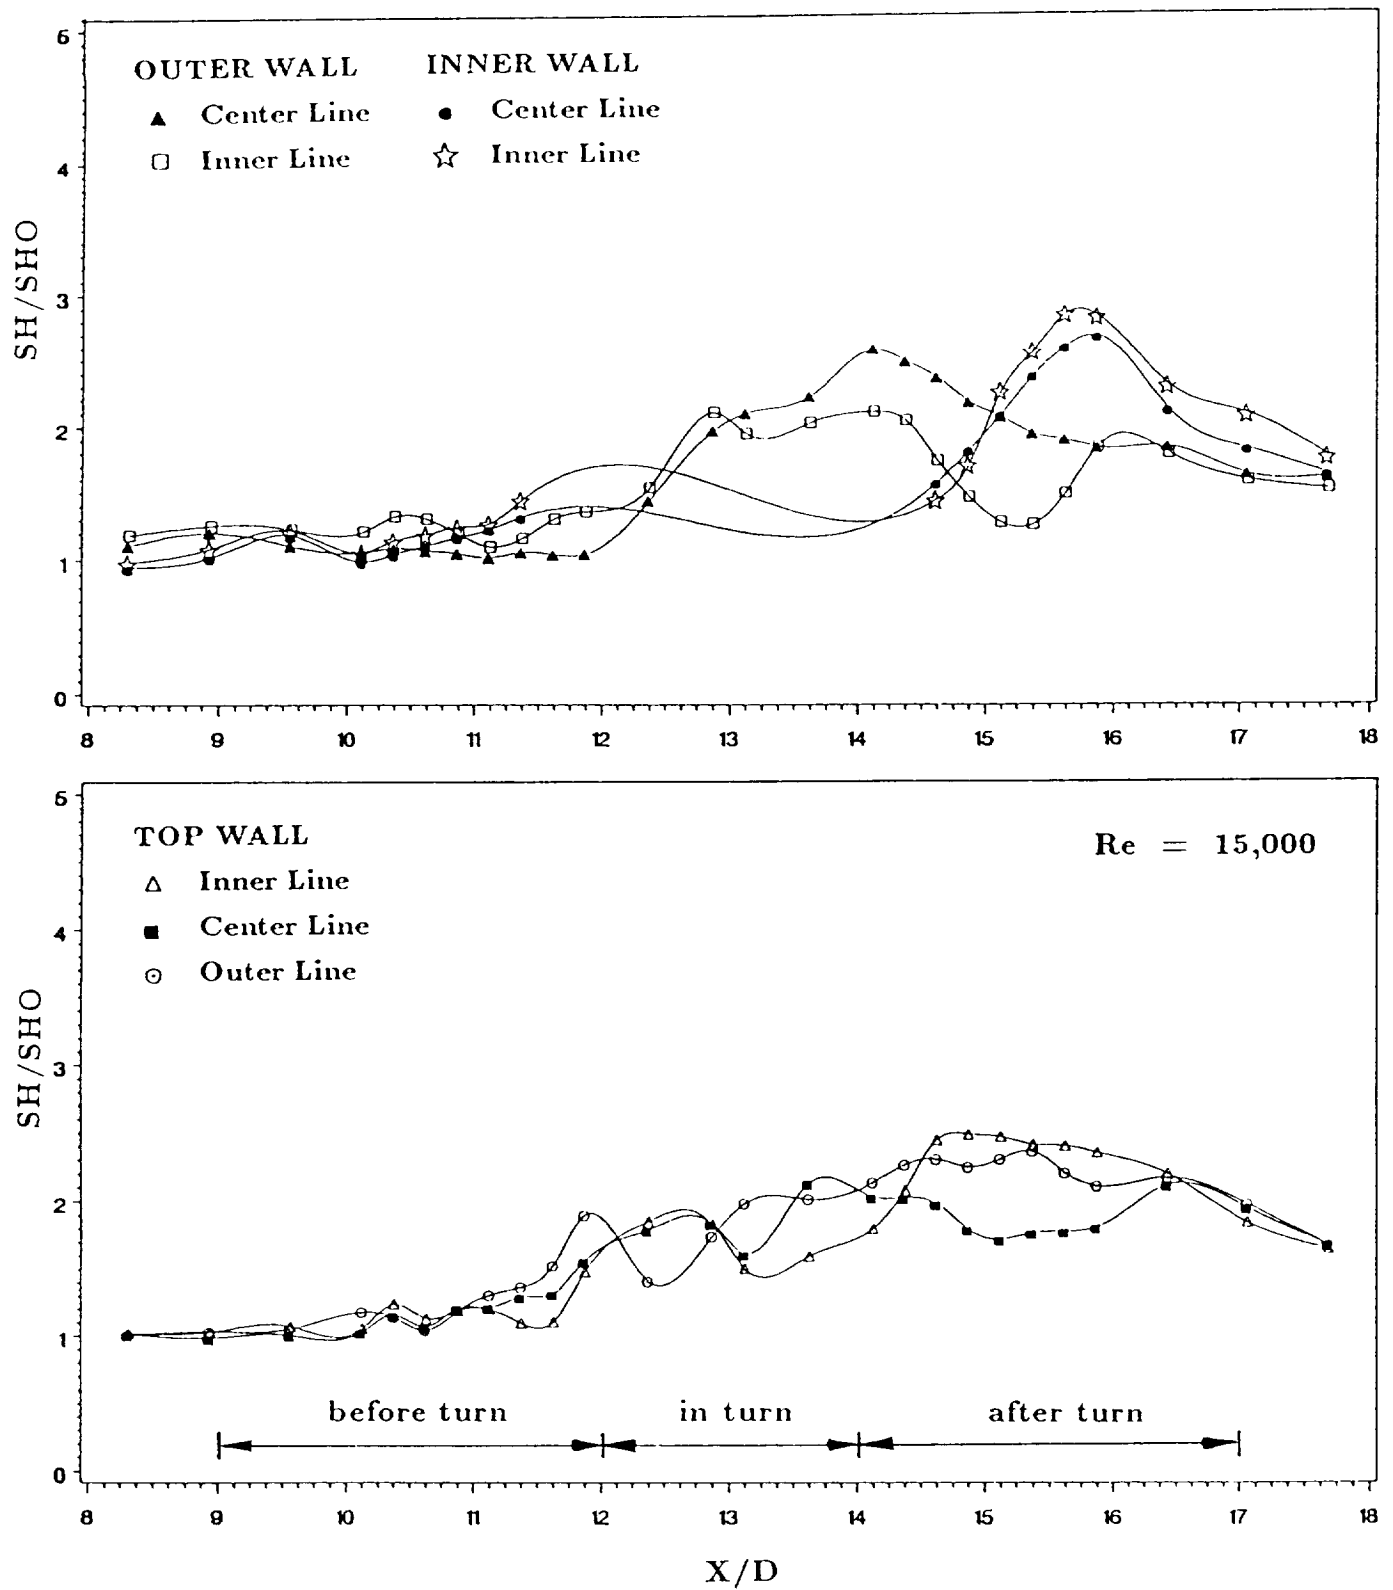 6
OUTER WALL INNER WALL
▲ Center Line ● Center Line
□ Inner Line ☆ Inner Line
4
SH/SHO
3
2
1
0
8 9 10 11 12 13 14 15 16 17 18
5
TOP WALL Re = 15,000
△ Inner Line
■ Center Line
⊙ Outer Line
4
SH/SHO
3
2
1
before turn in turn after turn
0
8 9 10 11 12 13 14 15 16 17 18
X/D